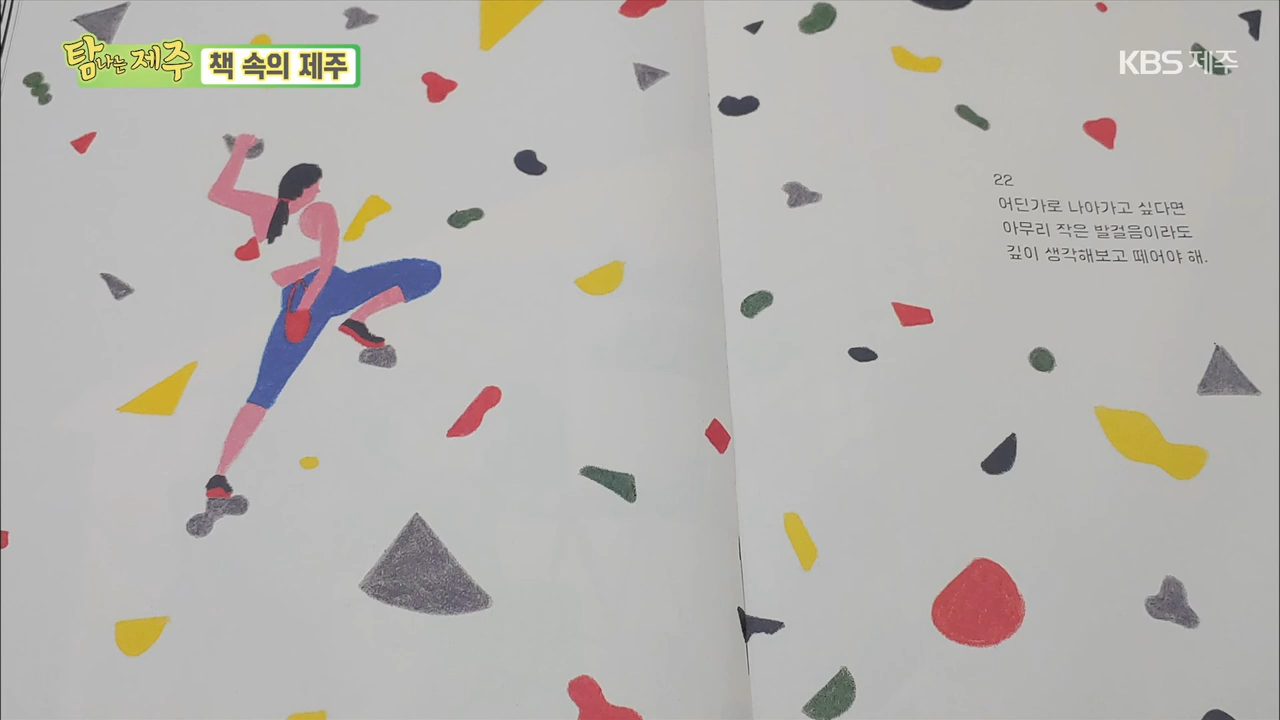 탐나는 제주
책 속의 제주
KBS 제주
22
어딘가로 나아가고 싶다면
아무리 작은 발걸음이라도
깊이 생각해보고 떼어야 해.